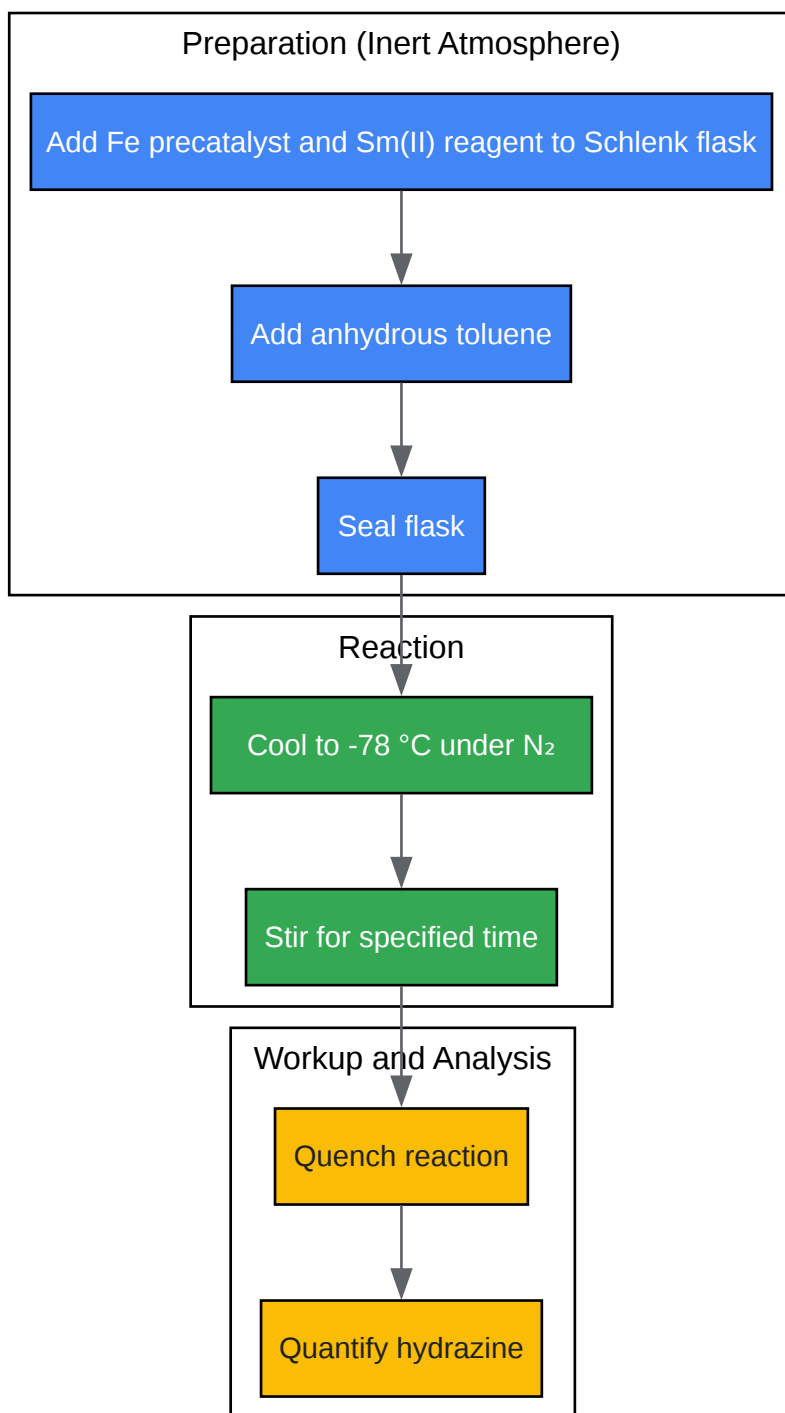 Preparation (Inert Atmosphere)
Add Fe precatalyst and Sm(II) reagent to Schlenk flask
Add anhydrous toluene
Seal flask
Reaction
Cool to -78 °C under N₂
Stir for specified time
Workup and Analysis
Quench reaction
Quantify hydrazine